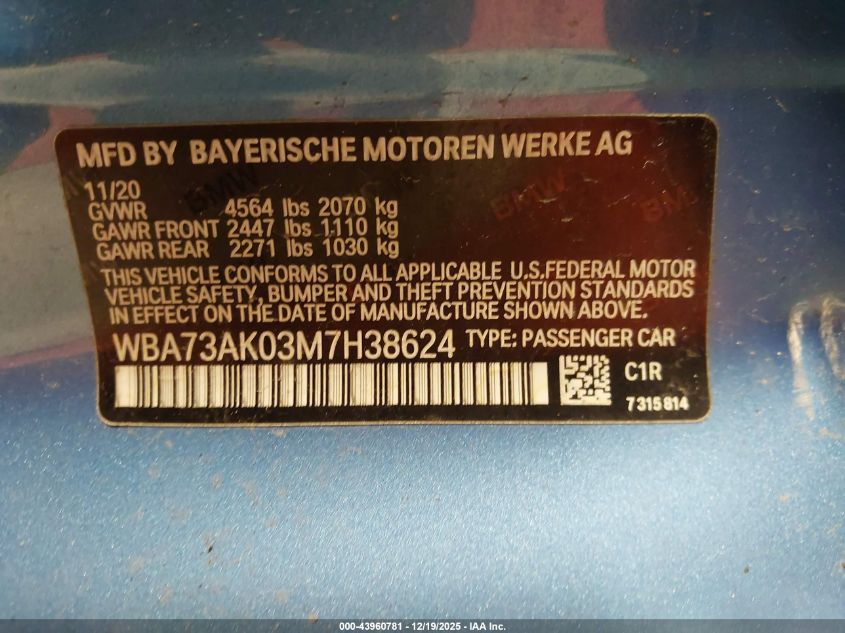 MFD BY BAYERISCHE MOTOREN WERKE AG
11/20
GVWR 4564 lbs 2070 kg
GAWR FRONT 2447 lbs 1110 kg
GAWR REAR 2271 lbs 1030 kg
THIS VEHICLE CONFORMS TO ALL APPLICABLE U.S.FEDERAL MOTOR
VEHICLE SAFETY, BUMPER AND THEFT PREVENTION STANDARDS
IN EFFECT ON THE DATE OF MANUFACTURE SHOWN ABOVE.
WBA73AK03M7H38624 TYPE: PASSENGER CAR
C1R
7315814
BMW
BMW
BMW
000-43960781 - 12/19/2025 - IAA Inc.